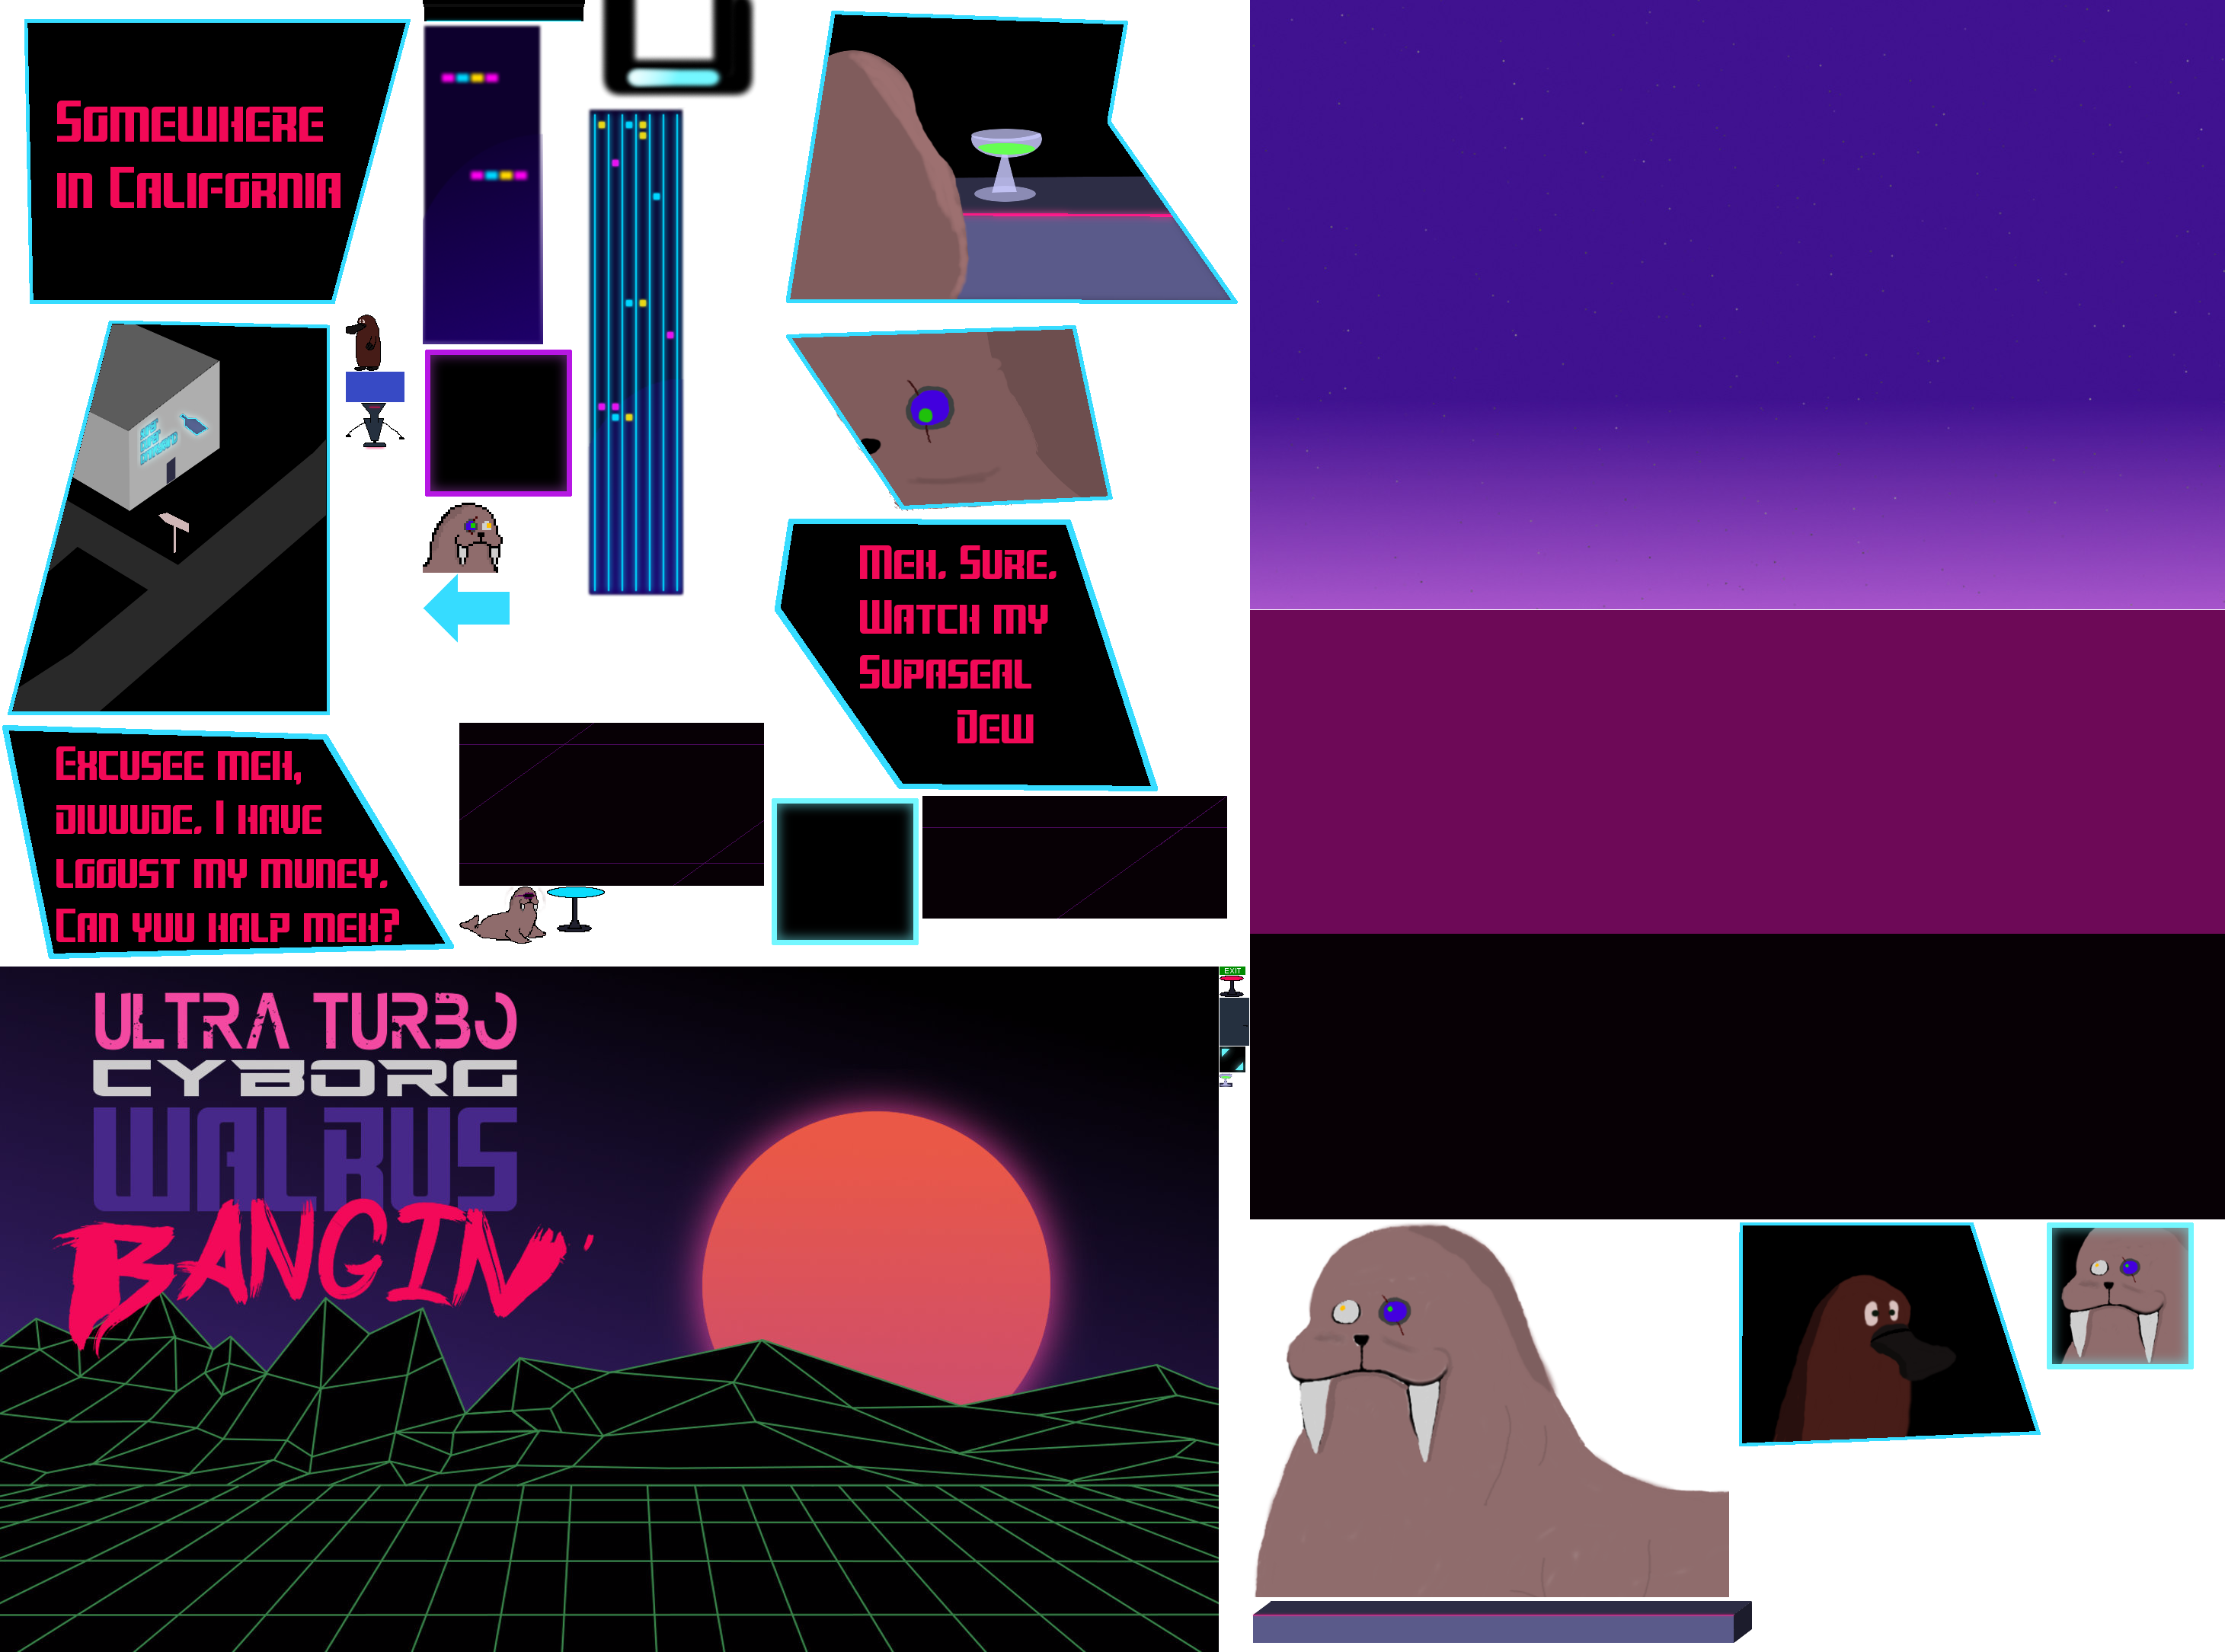 Somewhere
in California
Excusee meh,
diuuude. I have
logust my muney.
Can yuu halp meh?
Meh. Sure.
Watch my
Supaseal
Dew
ULTRA TURBO
CYBORG
WALRUS
BANGIN'
EXIT